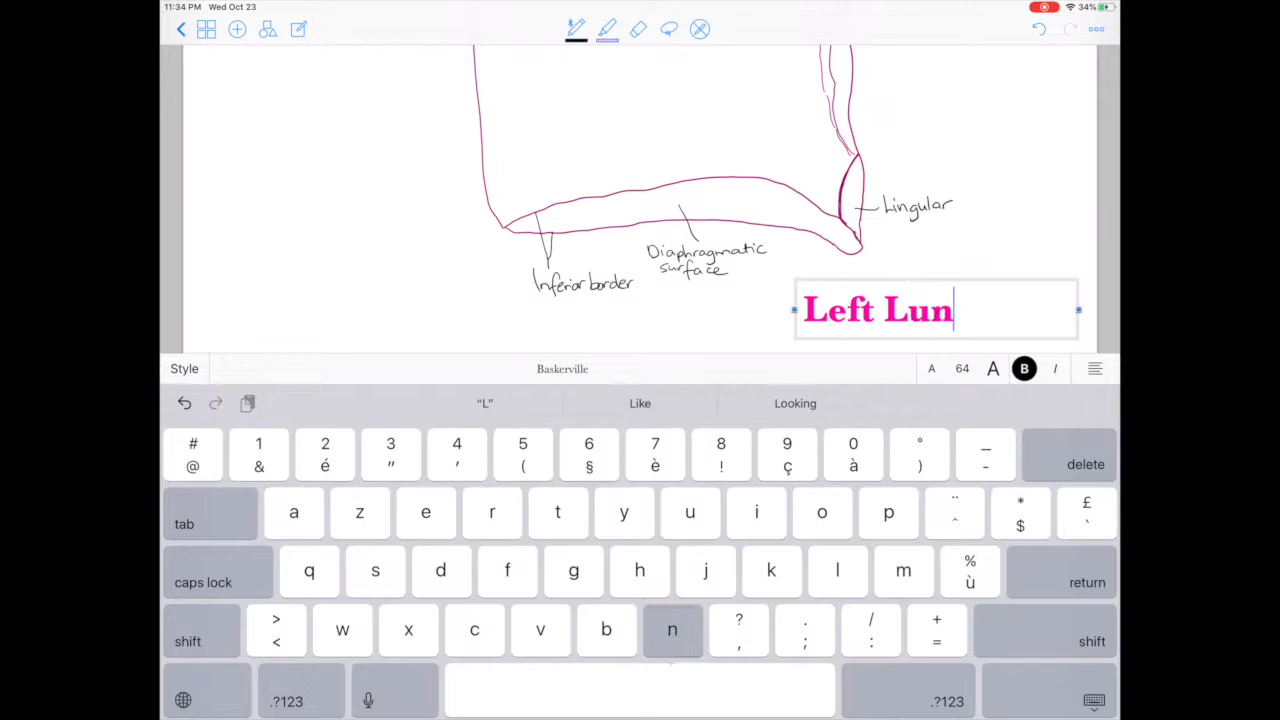 11:34 PM Wed Oct 23
34%
Lingular
Diaphragmatic
surface
Inferior border
Left Lun
Style
Baskerville
A 64 A B I
“L” Like Looking
# 1 2 3 4 5 6 7 8 9 0 ° _
@ & é " ' ( § è ! ç à ) - delete
tab a z e r t y u i o p ¨ * £
^ $ `
caps lock q s d f g h j k l m % return
ù
shift > w x c v b n ? . / + shift
< , ; : =
.?123 .?123